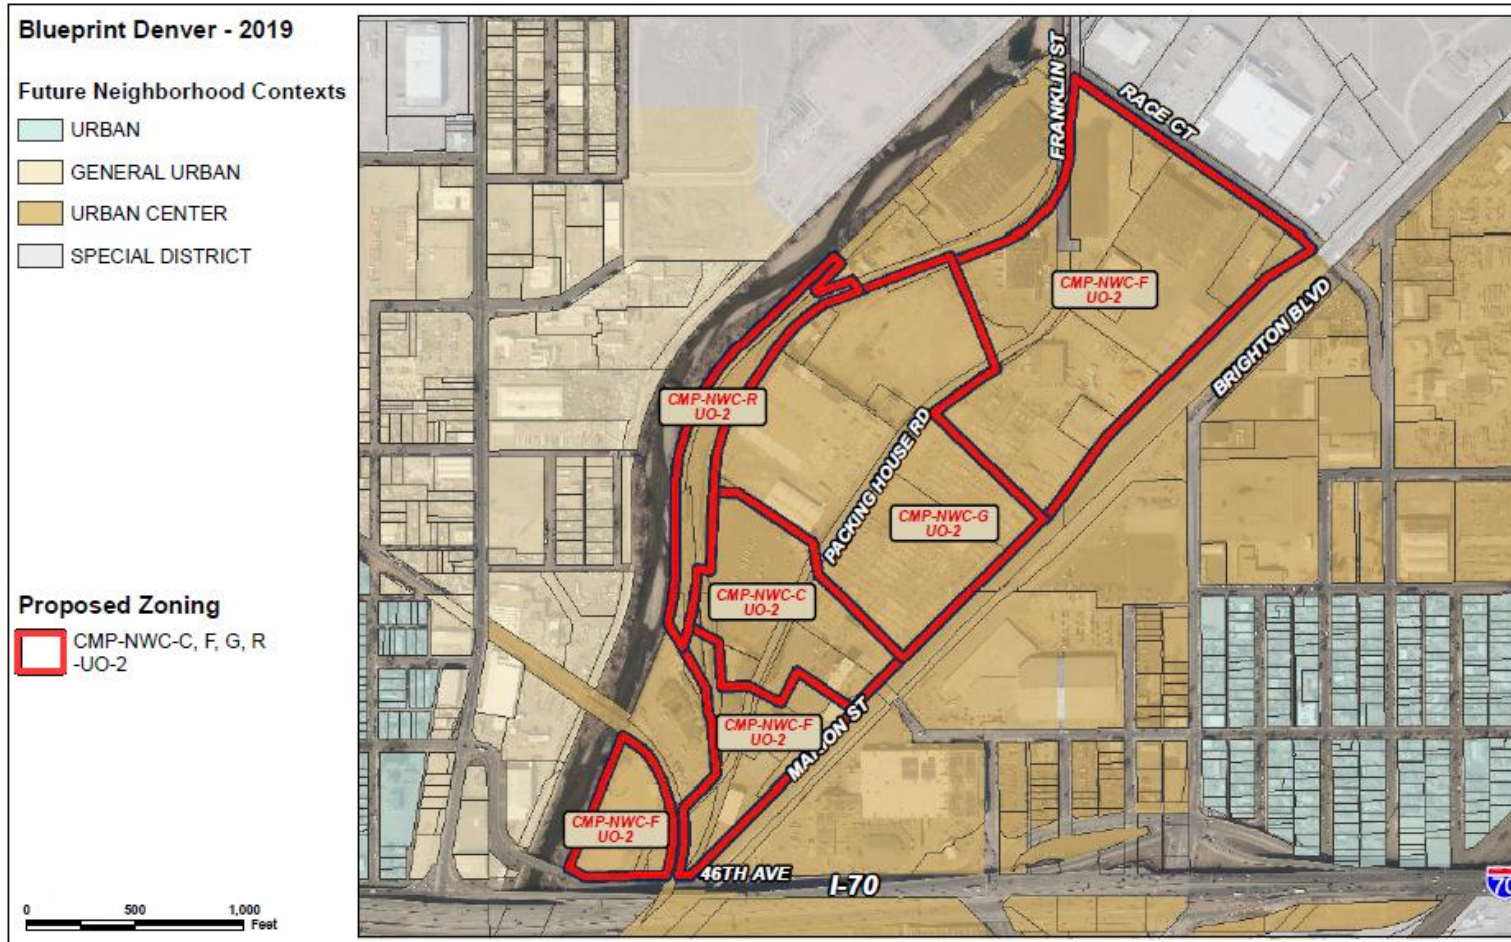 Blueprint Denver - 2019
Future Neighborhood Contexts
URBAN
GENERAL URBAN
URBAN CENTER
SPECIAL DISTRICT
Proposed Zoning
CMP-NWC-C, F, G, R
-UO-2
0 500 1,000
Feet
FRANKLIN ST
RACE CT
CMP-NWC-F
UO-2
BRIGHTON BLVD
CMP-NWC-R
UO-2
PACKING HOUSE RD
CMP-NWC-G
UO-2
CMP-NWC-C
UO-2
CMP-NWC-F
UO-2
MARION ST
CMP-NWC-F
UO-2
46TH AVE
I-70
70